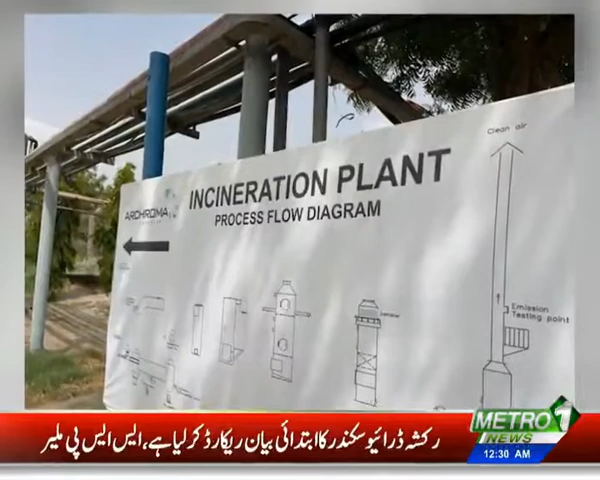 Clean air
ARCHROMA
INCINERATION PLANT
PROCESS FLOW DIAGRAM
Emission
Testing point
رکشہ ڈرائیو سکندر کا ابتدائی بیان ریکارڈ کرلیا ہے، ایس ایس پی ملیر
METRO 1
NEWS
12:30 AM